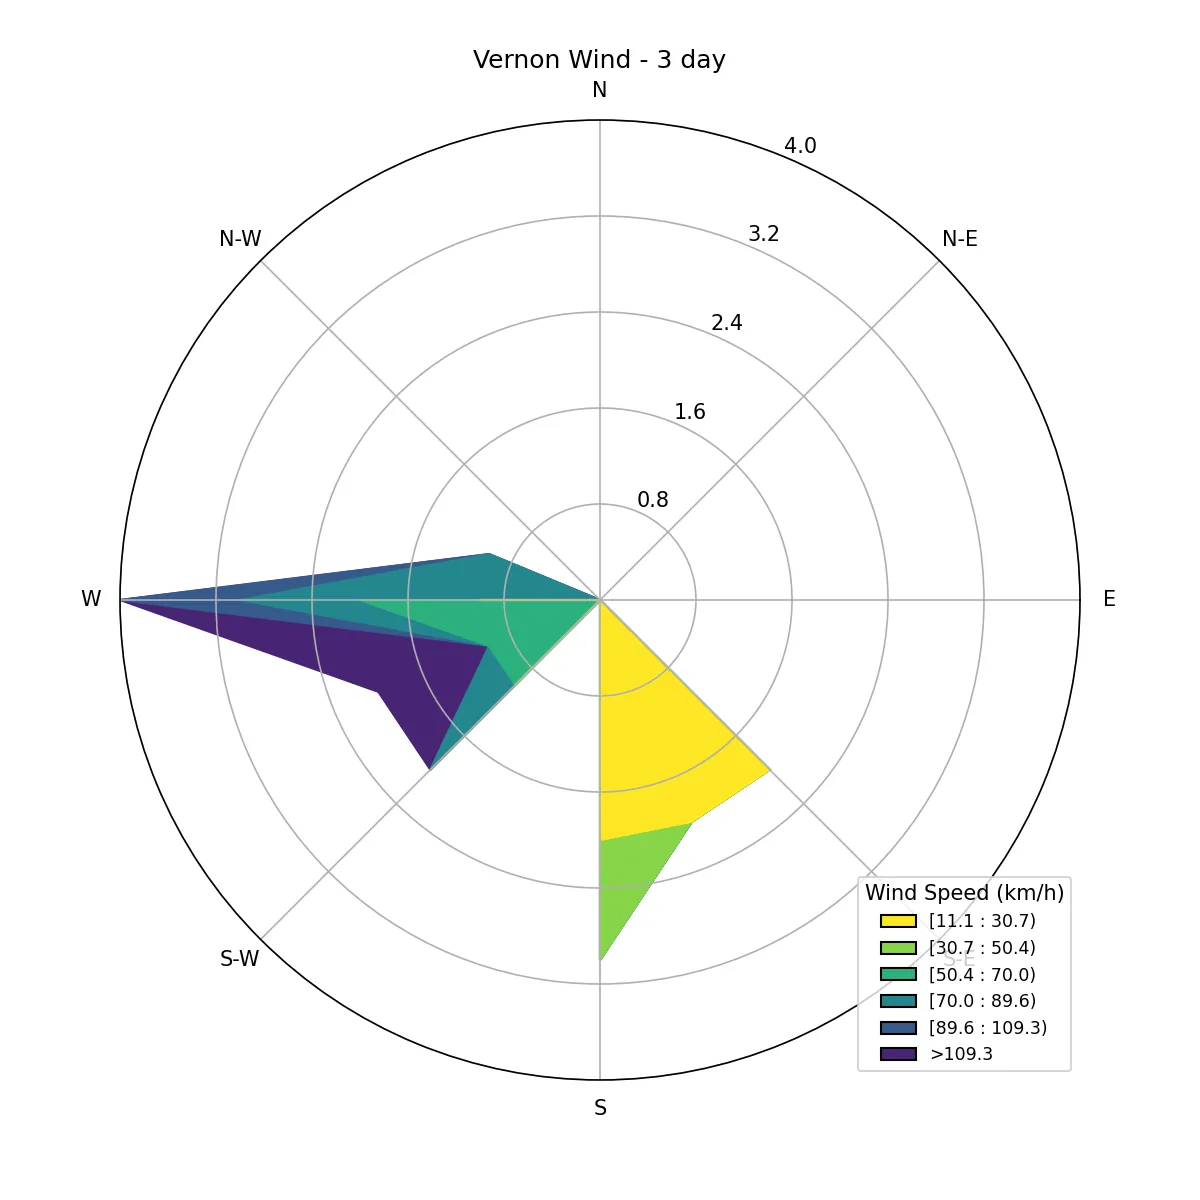 Vernon Wind - 3 day
N
4.0
N-W
3.2
N-E
2.4
1.6
0.8
W
E
Wind Speed (km/h)
[11.1 : 30.7)
[30.7 : 50.4)
S-W
S-E
[50.4 : 70.0)
[70.0 : 89.6)
[89.6 : 109.3)
>109.3
S